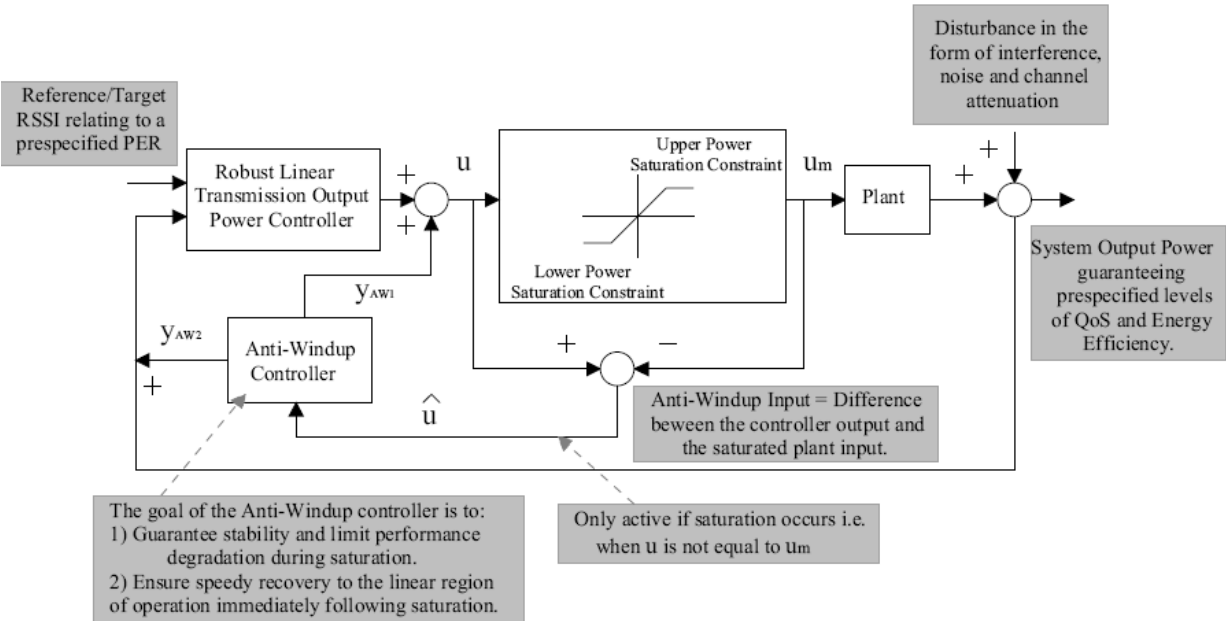 Disturbance in the
form of interference,
noise and channel
attenuation
Reference/Target
RSSI relating to a
prespecified PER
Robust Linear
Transmission Output
Power Controller
+
+
u
Upper Power
Saturation Constraint
Lower Power
Saturation Constraint
um
Plant
+
+
System Output Power
guaranteeing
prespecified levels
of QoS and Energy
Efficiency.
yAW1
yAW2
+
Anti-Windup
Controller
+
−
û
Anti-Windup Input = Difference
beween the controller output and
the saturated plant input.
The goal of the Anti-Windup controller is to:
1) Guarantee stability and limit performance
degradation during saturation.
2) Ensure speedy recovery to the linear region
of operation immediately following saturation.
Only active if saturation occurs i.e.
when u is not equal to um